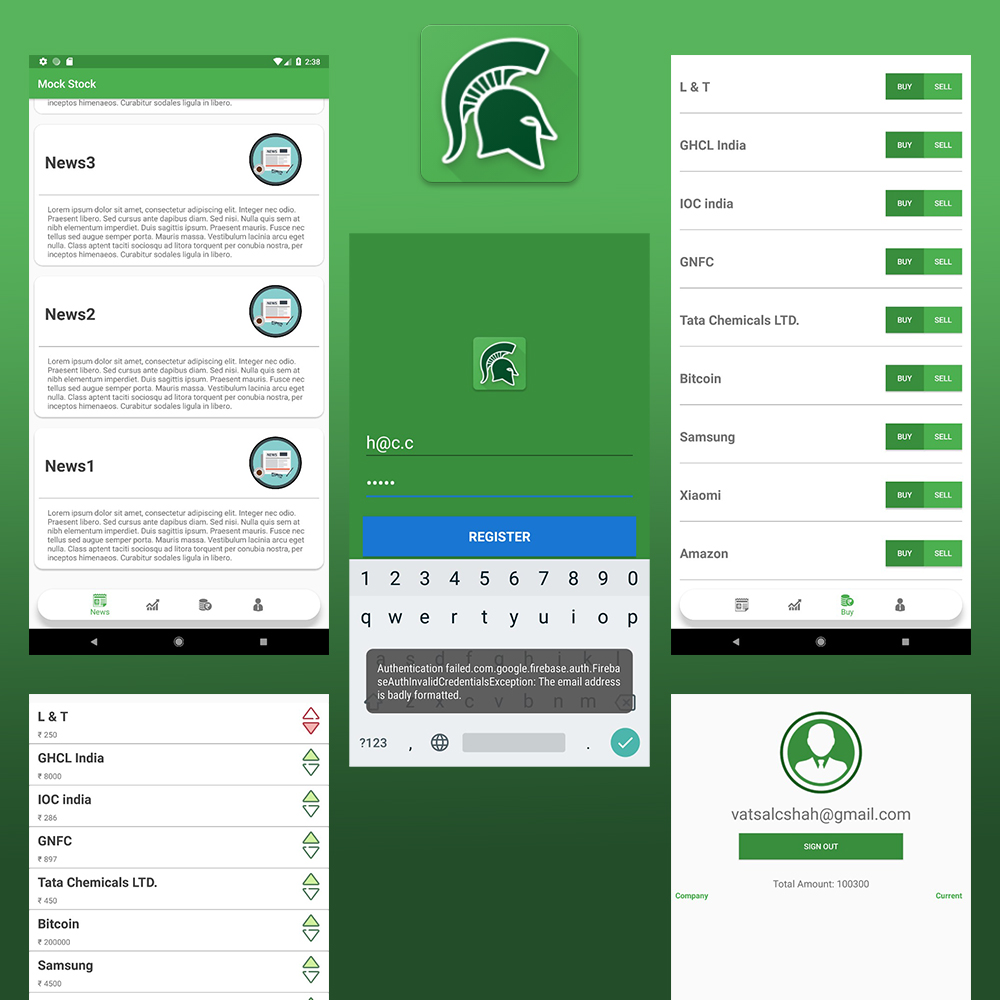 2:38
Mock Stock
inceptos himenaeos. Curabitur sodales ligula in libero.
News3
NEWS
Lorem ipsum dolor sit amet, consectetur adipiscing elit. Integer nec odio.
Praesent libero. Sed cursus ante dapibus diam. Sed nisi. Nulla quis sem at
nibh elementum imperdiet. Duis sagittis ipsum. Praesent mauris. Fusce nec
tellus sed augue semper porta. Mauris massa. Vestibulum lacinia arcu eget
nulla. Class aptent taciti sociosqu ad litora torquent per conubia nostra, per
inceptos himenaeos. Curabitur sodales ligula in libero.
News2
NEWS
Lorem ipsum dolor sit amet, consectetur adipiscing elit. Integer nec odio.
Praesent libero. Sed cursus ante dapibus diam. Sed nisi. Nulla quis sem at
nibh elementum imperdiet. Duis sagittis ipsum. Praesent mauris. Fusce nec
tellus sed augue semper porta. Mauris massa. Vestibulum lacinia arcu eget
nulla. Class aptent taciti sociosqu ad litora torquent per conubia nostra, per
inceptos himenaeos. Curabitur sodales ligula in libero.
News1
NEWS
Lorem ipsum dolor sit amet, consectetur adipiscing elit. Integer nec odio.
Praesent libero. Sed cursus ante dapibus diam. Sed nisi. Nulla quis sem at
nibh elementum imperdiet. Duis sagittis ipsum. Praesent mauris. Fusce nec
tellus sed augue semper porta. Mauris massa. Vestibulum lacinia arcu eget
nulla. Class aptent taciti sociosqu ad litora torquent per conubia nostra, per
inceptos himenaeos. Curabitur sodales ligula in libero.
News
L & T
₹ 250
GHCL India
₹ 8000
IOC india
₹ 286
GNFC
₹ 897
Tata Chemicals LTD.
₹ 450
Bitcoin
₹ 200000
Samsung
₹ 4500
h@c.c
•••••
REGISTER
1 2 3 4 5 6 7 8 9 0
q w e r t y u i o p
a s d f g h j k l
z x c v b n m
Authentication failed.com.google.firebase.auth.Fireba
seAuthInvalidCredentialsException: The email address
is badly formatted.
?123 , .
L & T BUY SELL
GHCL India BUY SELL
IOC india BUY SELL
GNFC BUY SELL
Tata Chemicals LTD. BUY SELL
Bitcoin BUY SELL
Samsung BUY SELL
Xiaomi BUY SELL
Amazon BUY SELL
Buy
vatsalcshah@gmail.com
SIGN OUT
Total Amount: 100300
Company Current